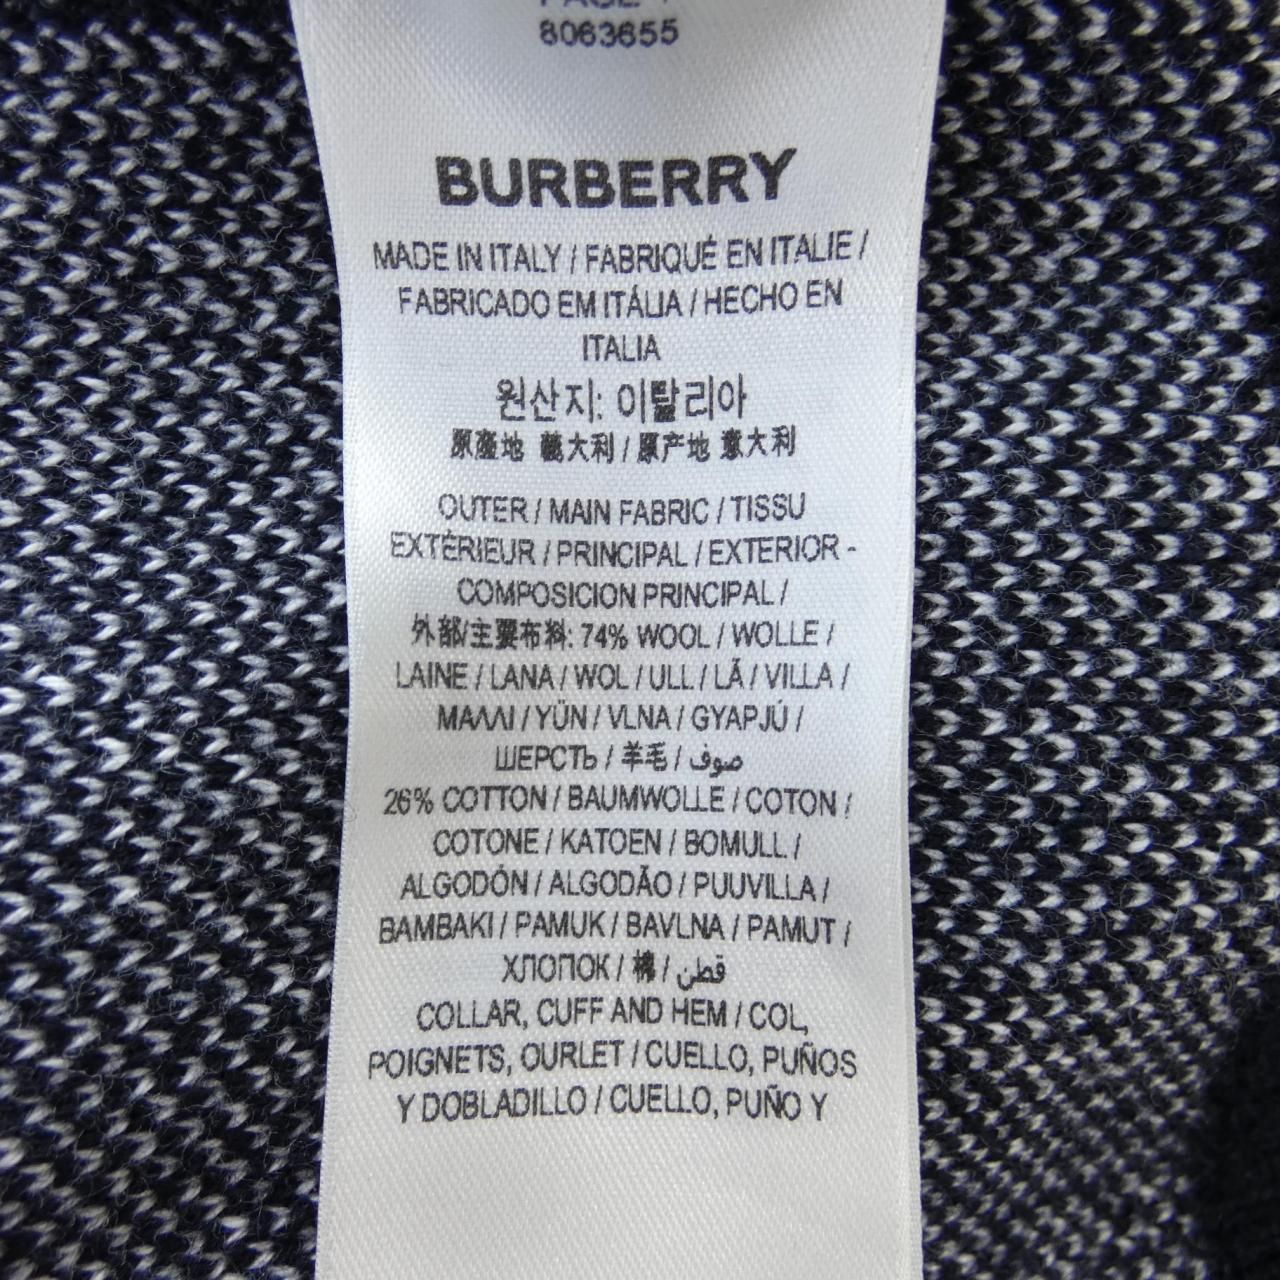 PAGE 1
8063655
BURBERRY
MADE IN ITALY / FABRIQUÉ EN ITALIE /
FABRICADO EM ITÁLIA / HECHO EN
ITALIA
원산지: 이탈리아
原產地 義大利 / 原产地 意大利
OUTER / MAIN FABRIC / TISSU
EXTÉRIEUR / PRINCIPAL / EXTERIOR -
COMPOSICION PRINCIPAL /
外部/主要布料: 74% WOOL / WOLLE /
LAINE / LANA / WOL / ULL / LÃ / VILLA /
ΜΑΛΛΙ / YÜN / VLNA / GYAPJÚ /
ШЕРСТЬ / 羊毛 / صوف
26% COTTON / BAUMWOLLE / COTON /
COTONE / KATOEN / BOMULL /
ALGODÓN / ALGODÃO / PUUVILLA /
BAMBAKI / PAMUK / BAVLNA / PAMUT /
ХЛОПОК / 棉 / قطن
COLLAR, CUFF AND HEM / COL,
POIGNETS, OURLET / CUELLO, PUÑOS
Y DOBLADILLO / CUELLO, PUÑO Y